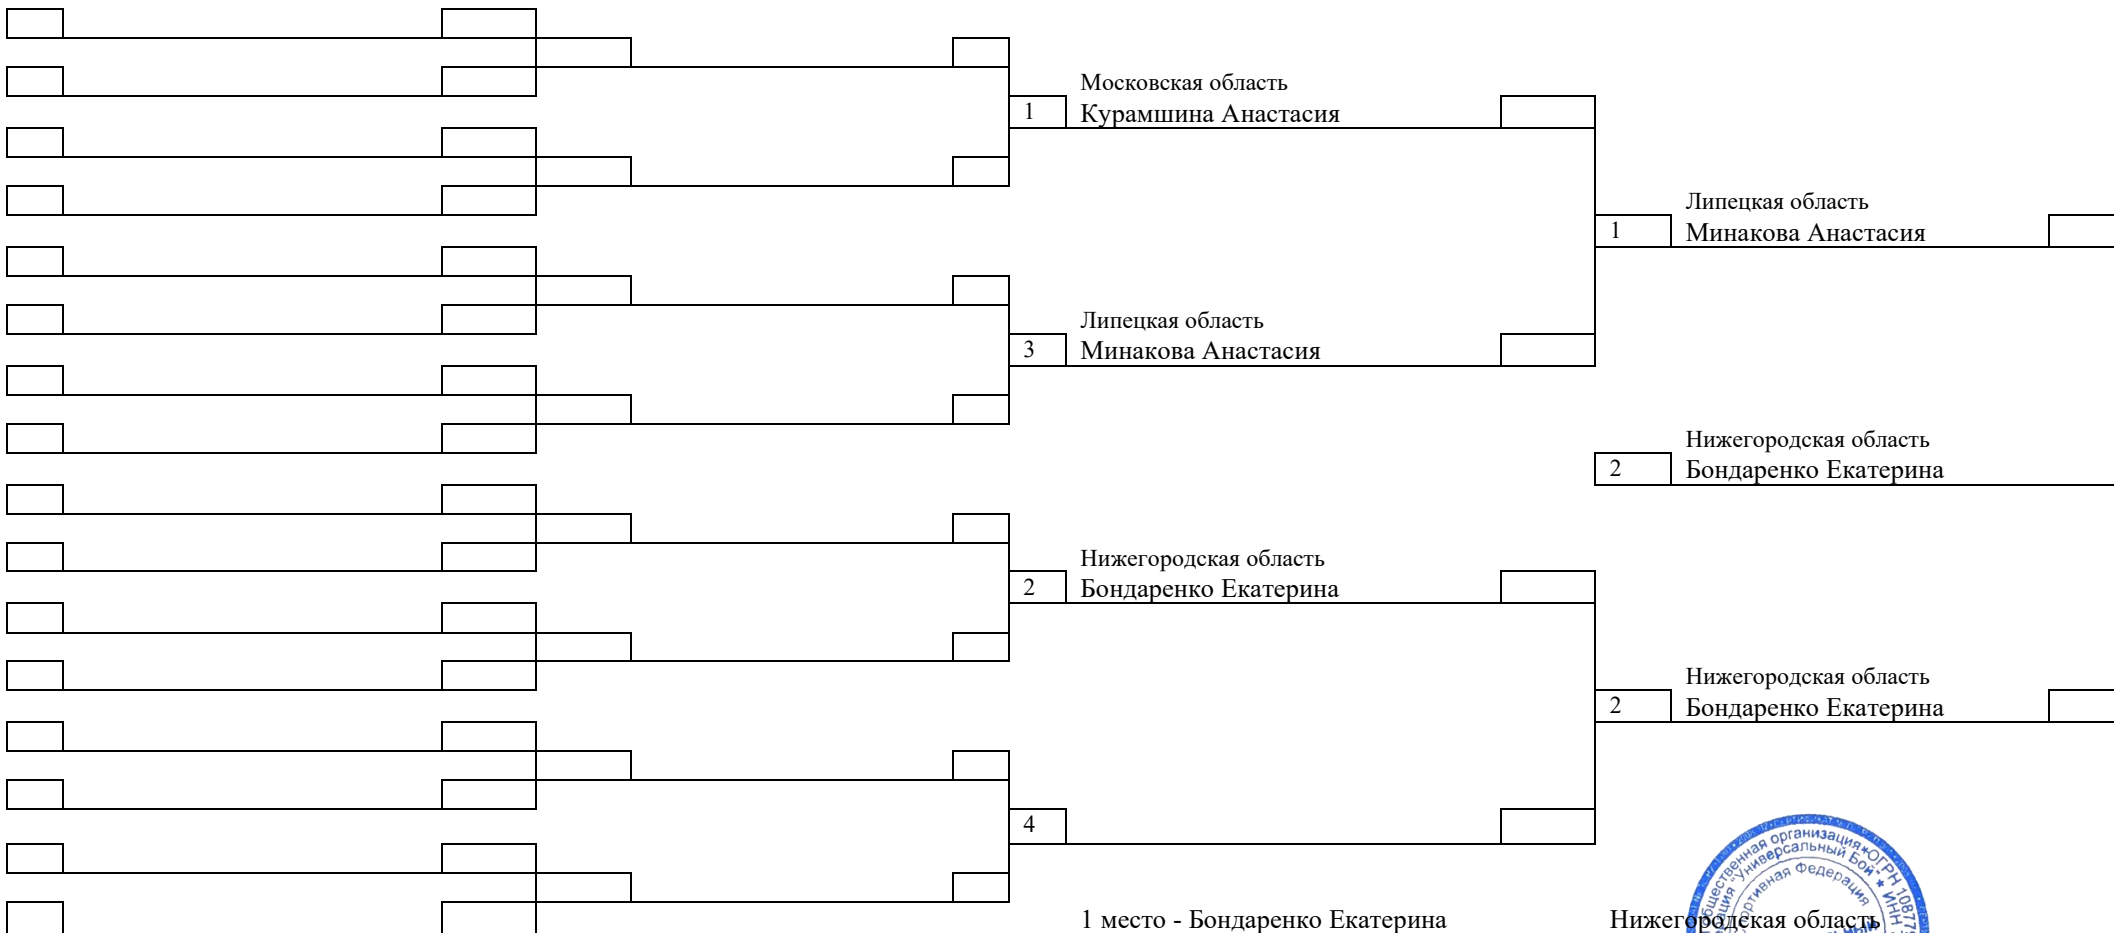 Московская область
1 Курамшина Анастасия
Липецкая область
1 Минакова Анастасия
Липецкая область
3 Минакова Анастасия
Нижегородская область
2 Бондаренко Екатерина
Нижегородская область
2 Бондаренко Екатерина
Нижегородская область
2 Бондаренко Екатерина
4
1 место - Бондаренко Екатерина Нижегородская область